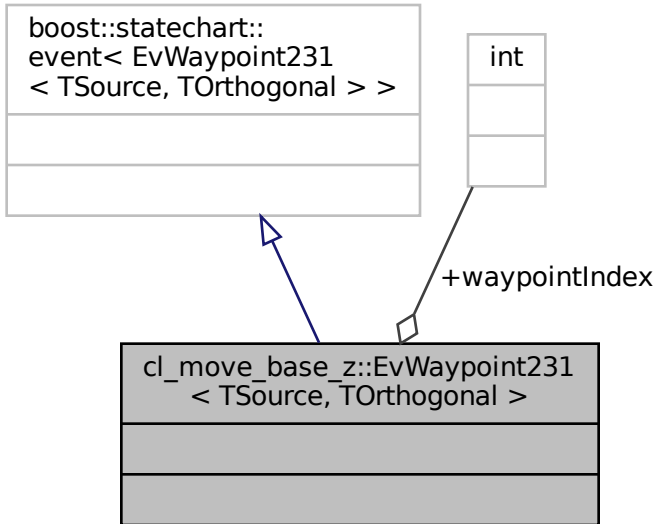 boost::statechart::
event< EvWaypoint231
< TSource, TOrthogonal > >
int
+waypointIndex
cl_move_base_z::EvWaypoint231
< TSource, TOrthogonal >